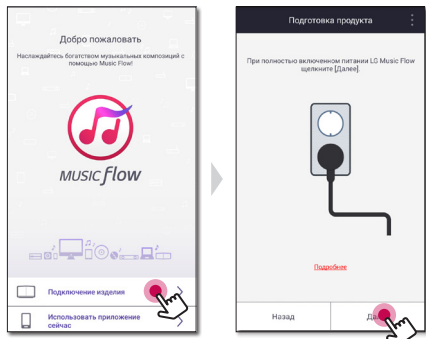 Добро пожаловать
Наслаждайтесь богатством музыкальных композиций с
помощью Music Flow!
MUSIC flow
Подключение изделия
Использовать приложение
сейчас
Подготовка продукта
При полностью включенном питании LG Music Flow
щелкните [Далее].
Подробнее
Назад